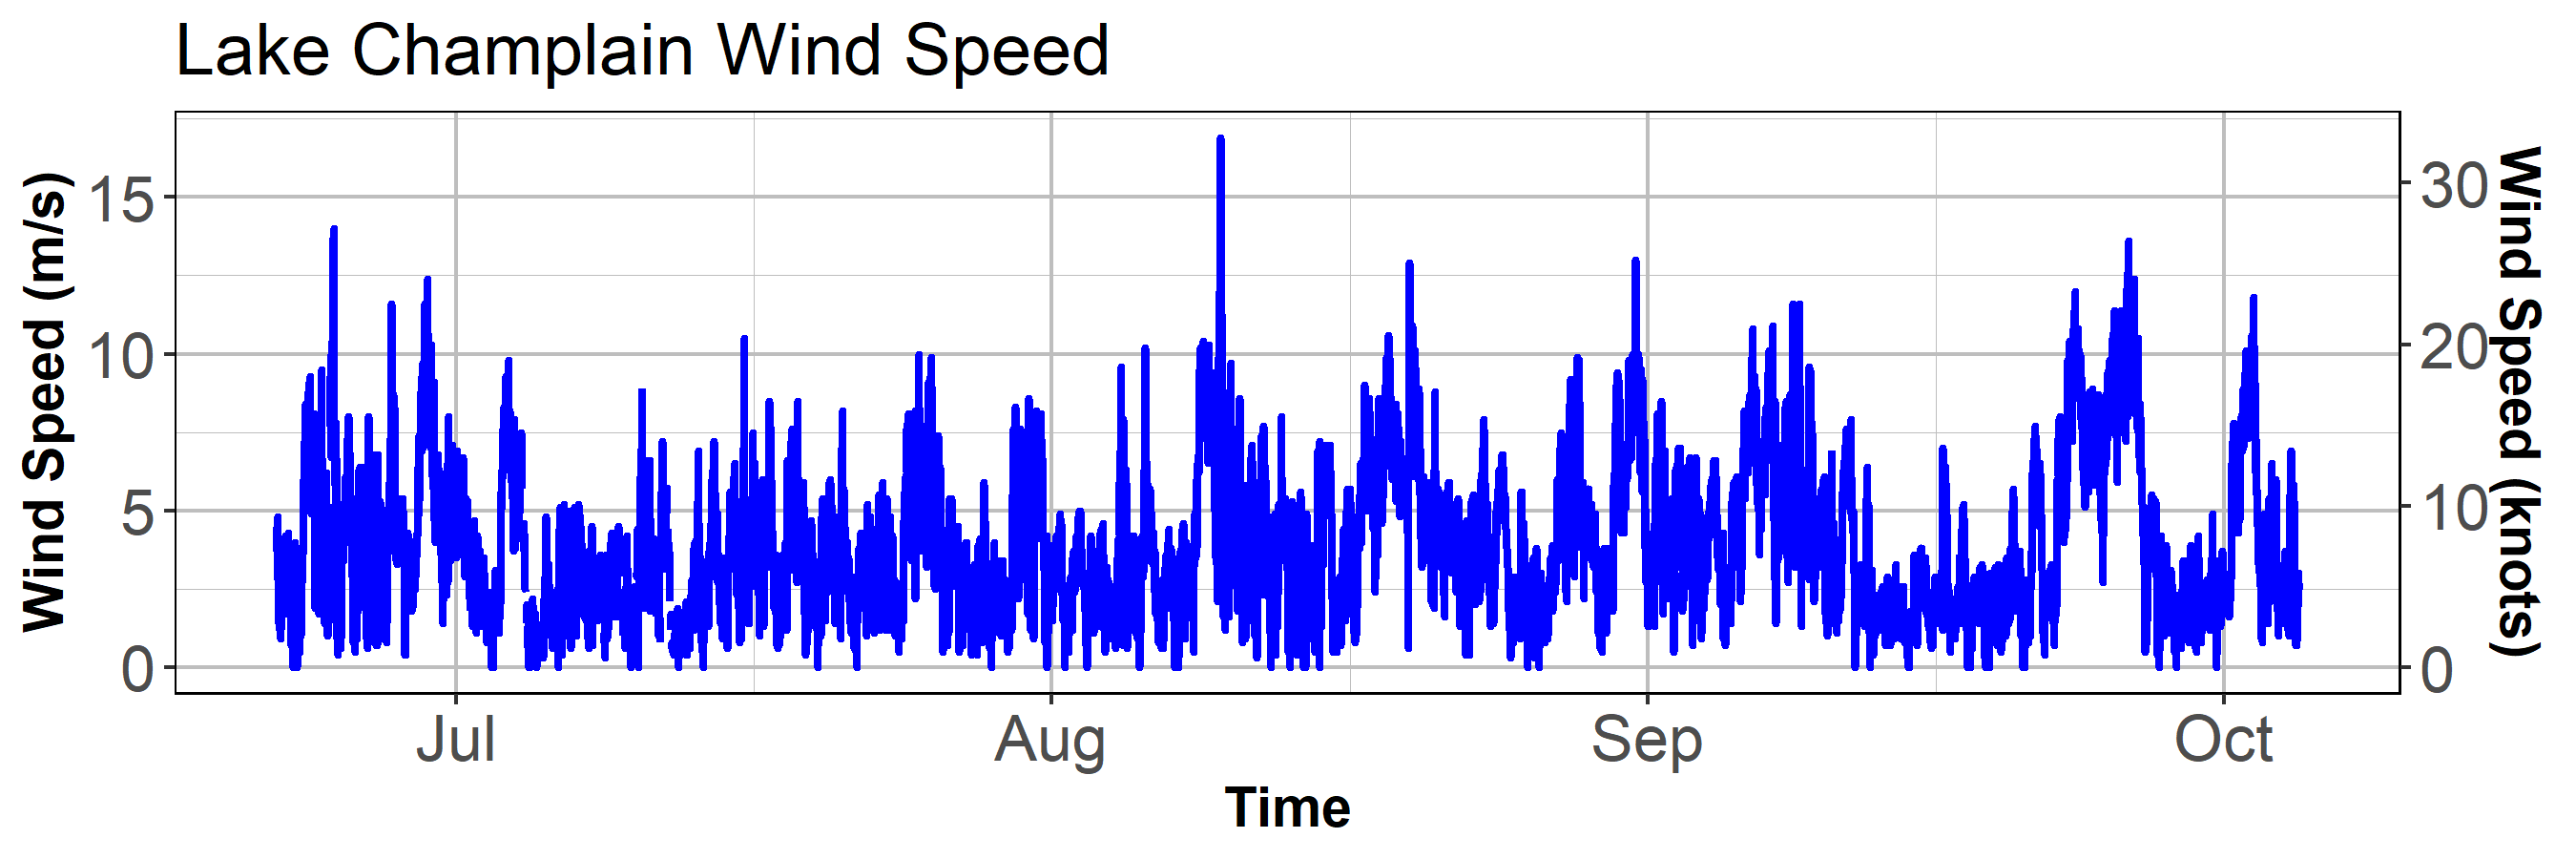 Lake Champlain Wind Speed
Wind Speed (m/s)
15
10
5
0
30
20
10
0
Wind Speed (knots)
Jul Aug Sep Oct
Time